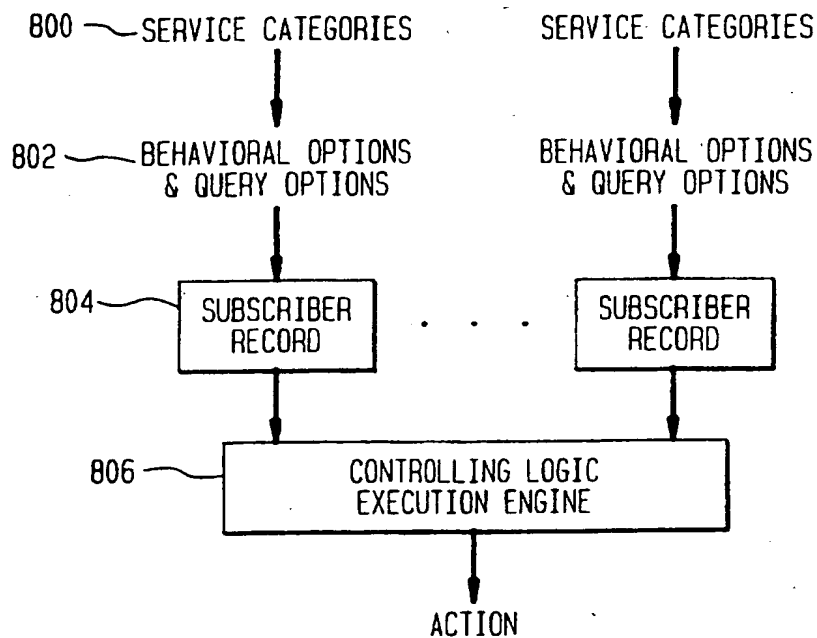 800 SERVICE CATEGORIES SERVICE CATEGORIES
802 BEHAVIORAL OPTIONS BEHAVIORAL OPTIONS
& QUERY OPTIONS & QUERY OPTIONS
804 SUBSCRIBER SUBSCRIBER
RECORD . . . RECORD
806 CONTROLLING LOGIC
EXECUTION ENGINE
ACTION